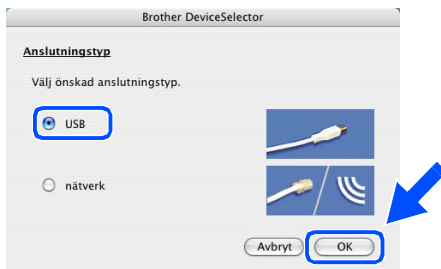 Brother DeviceSelector
Anslutningstyp
Välj önskad anslutningstyp.
USB
nätverk
Avbryt OK